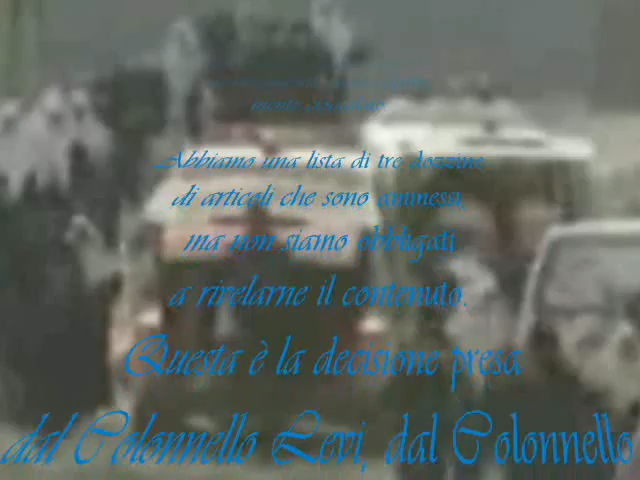 Abbiamo una lista di tre dozzine
di articoli che sono ammessi,
ma non siamo obbligati
a rivelarne il contenuto.
Questa è la decisione presa
dal Colonnello Levi, dal Colonnello